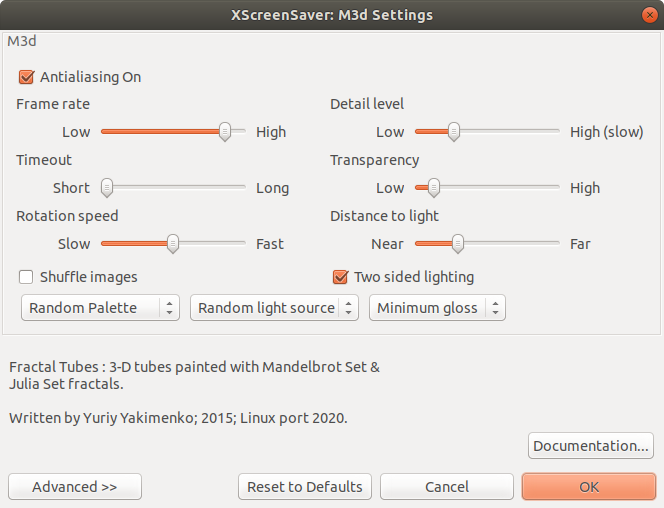 XScreenSaver: M3d Settings
M3d
Antialiasing On
Frame rate
Low High
Detail level
Low High (slow)
Timeout
Short Long
Transparency
Low High
Rotation speed
Slow Fast
Distance to light
Near Far
Shuffle images
Two sided lighting
Random Palette Random light source Minimum gloss
Fractal Tubes : 3-D tubes painted with Mandelbrot Set &
Julia Set fractals.
Written by Yuriy Yakimenko; 2015; Linux port 2020.
Documentation...
Advanced >> Reset to Defaults Cancel OK